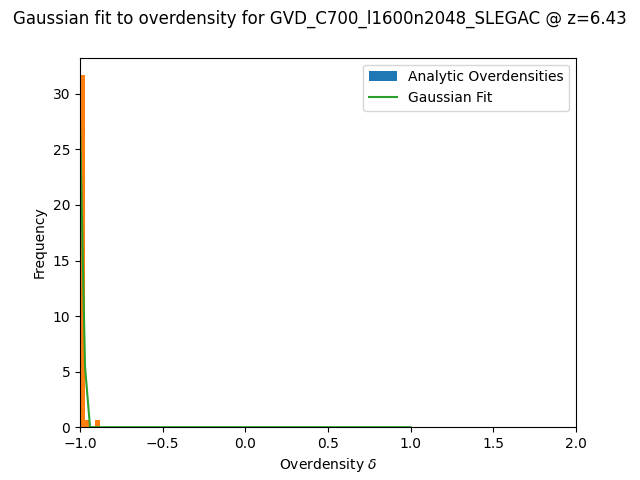 Gaussian fit to overdensity for GVD_C700_l1600n2048_SLEGAC @ z=6.43
Analytic Overdensities
Gaussian Fit
Frequency
30
25
20
15
10
5
0
−1.0 −0.5 0.0 0.5 1.0 1.5 2.0
Overdensity δ